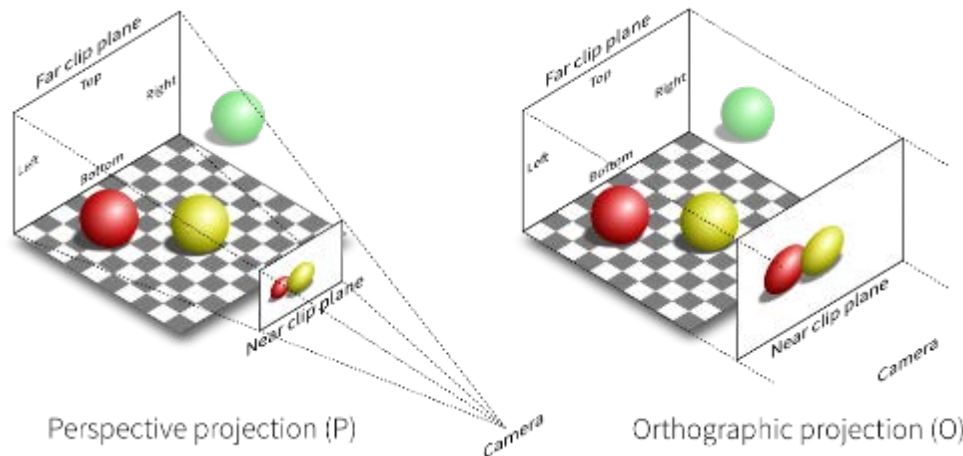 Far clip plane
Top
Right
Left
Bottom
Near clip plane
Camera
Perspective projection (P)
Far clip plane
Top
Right
Left
Bottom
Near clip plane
Camera
Orthographic projection (O)